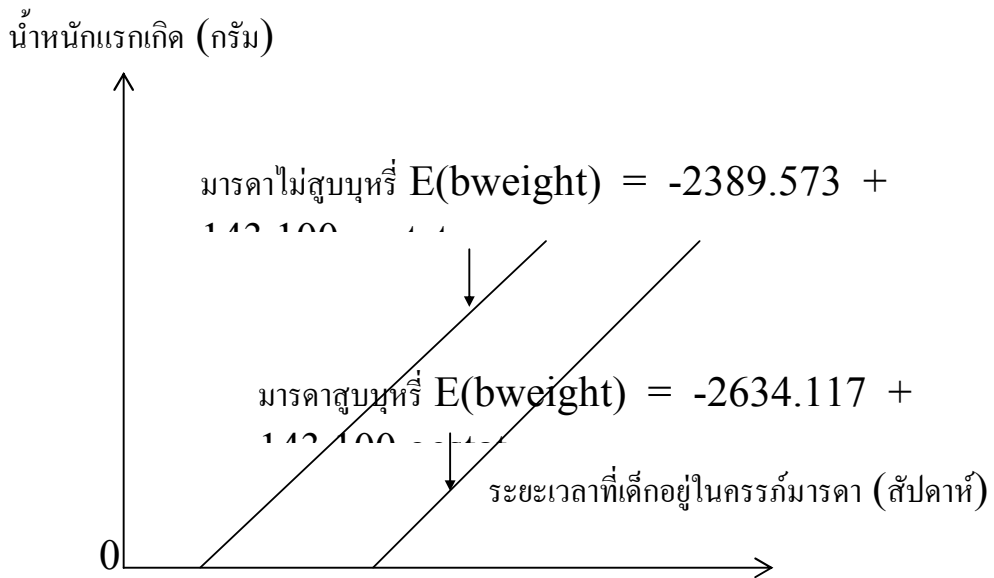 น้ำหนักแรกเกิด (กรัม)
มารดาไม่สูบบุหรี่ E(bweight) = -2389.573 +
มารดาสูบบุหรี่ E(bweight) = -2634.117 +
ระยะเวลาที่เด็กอยู่ในครรภ์มารดา (สัปดาห์)
0